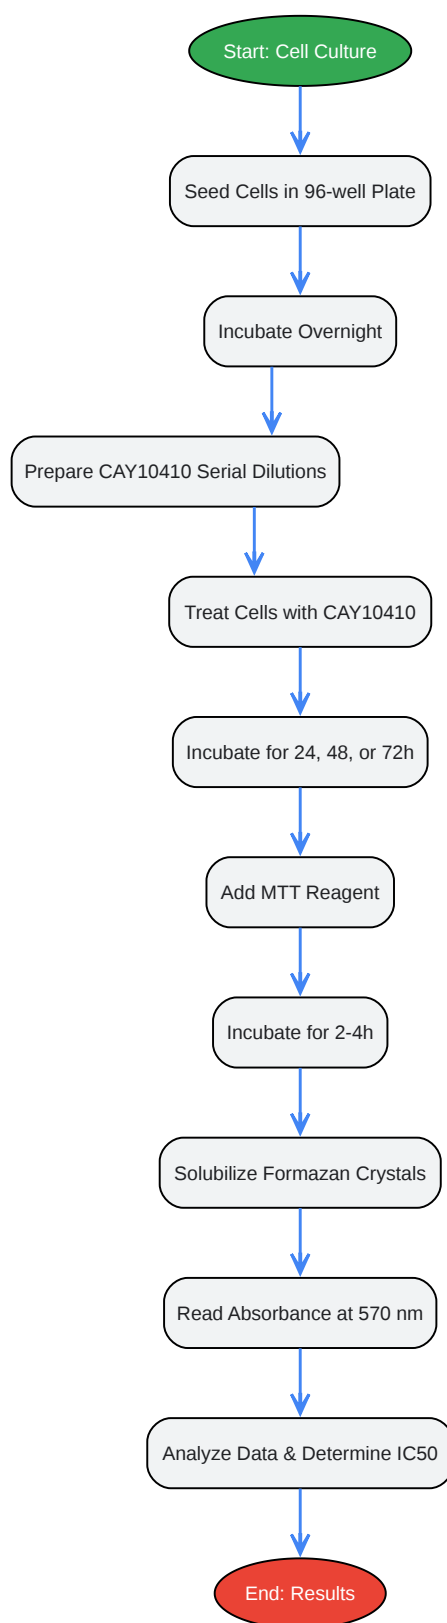 Start: Cell Culture
Seed Cells in 96-well Plate
Incubate Overnight
Prepare CAY10410 Serial Dilutions
Treat Cells with CAY10410
Incubate for 24, 48, or 72h
Add MTT Reagent
Incubate for 2-4h
Solubilize Formazan Crystals
Read Absorbance at 570 nm
Analyze Data & Determine IC50
End: Results